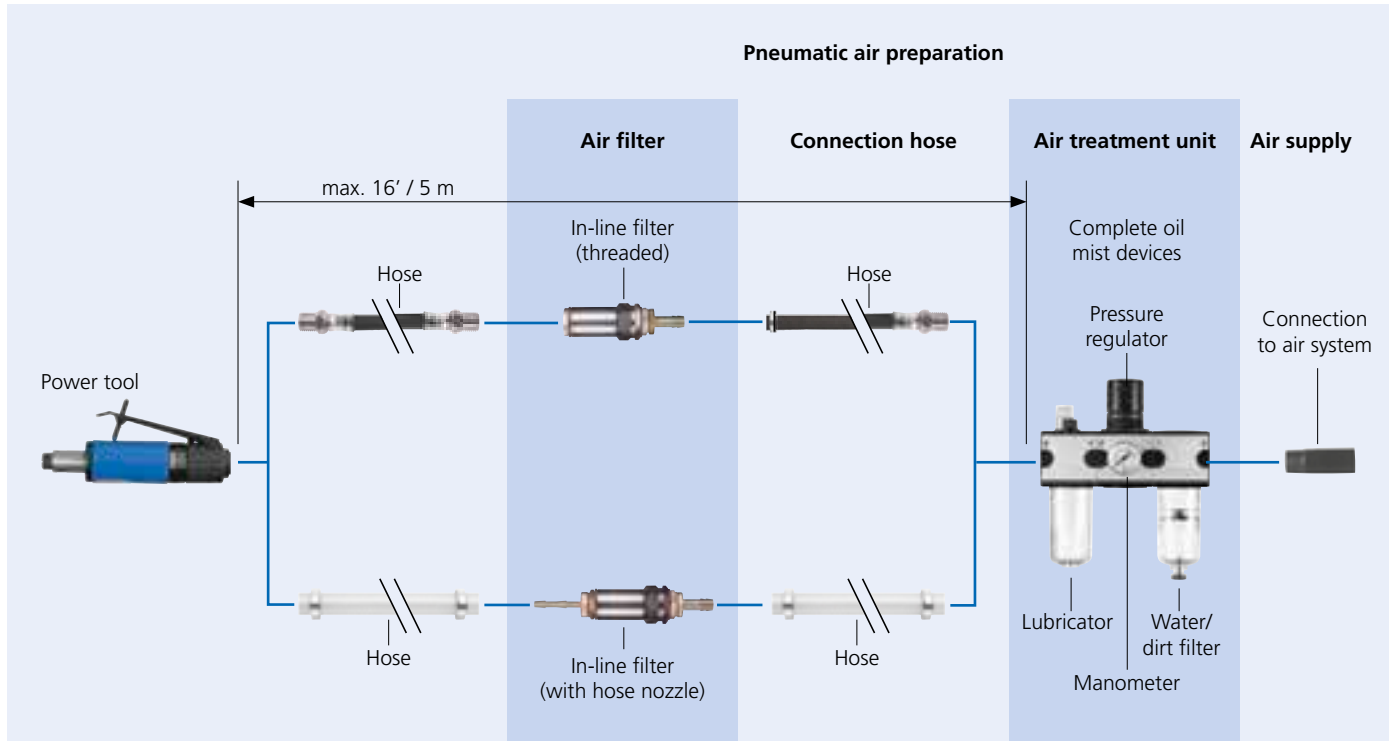 Pneumatic air preparation
Air filter
Connection hose
Air treatment unit
Air supply
max. 16’ / 5 m
In-line filter
(threaded)
Complete oil
mist devices
Hose
Hose
Pressure
regulator
Connection
to air system
Power tool
Hose
In-line filter
(with hose nozzle)
Hose
Lubricator
Water/
dirt filter
Manometer